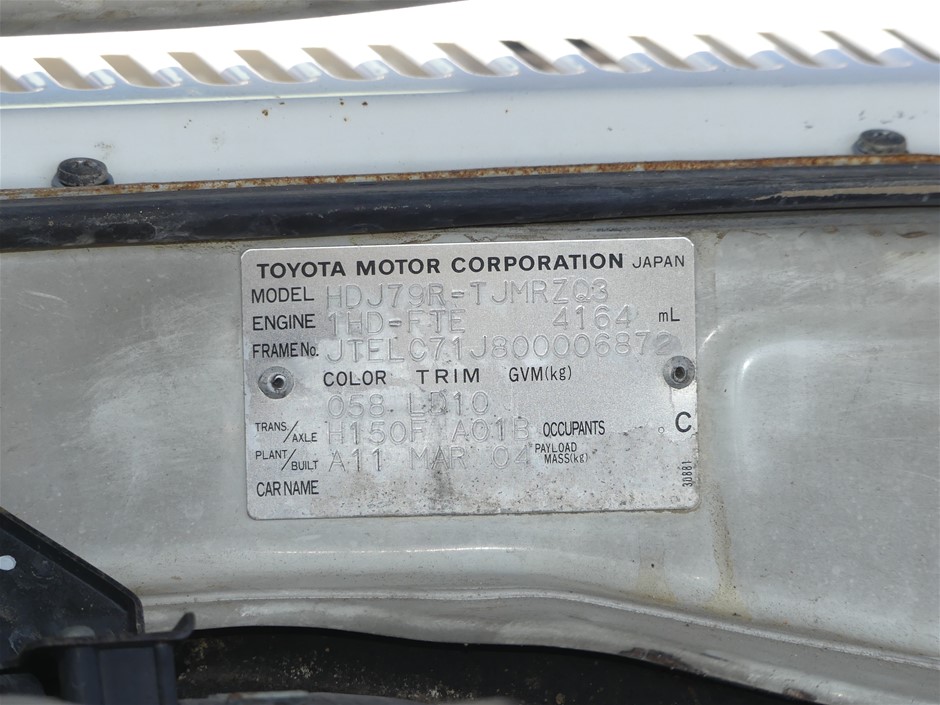 TOYOTA MOTOR CORPORATION JAPAN
MODEL HDJ79R-TJMRZQ3
ENGINE 1HD-FTE 4164 mL
FRAME No. JTELC71J800006872
COLOR TRIM GVM(kg)
058 LD10
TRANS./AXLE H150F A01B OCCUPANTS C
PLANT/BUILT A11 MAR 04 PAYLOAD MASS(kg)
CAR NAME
30881